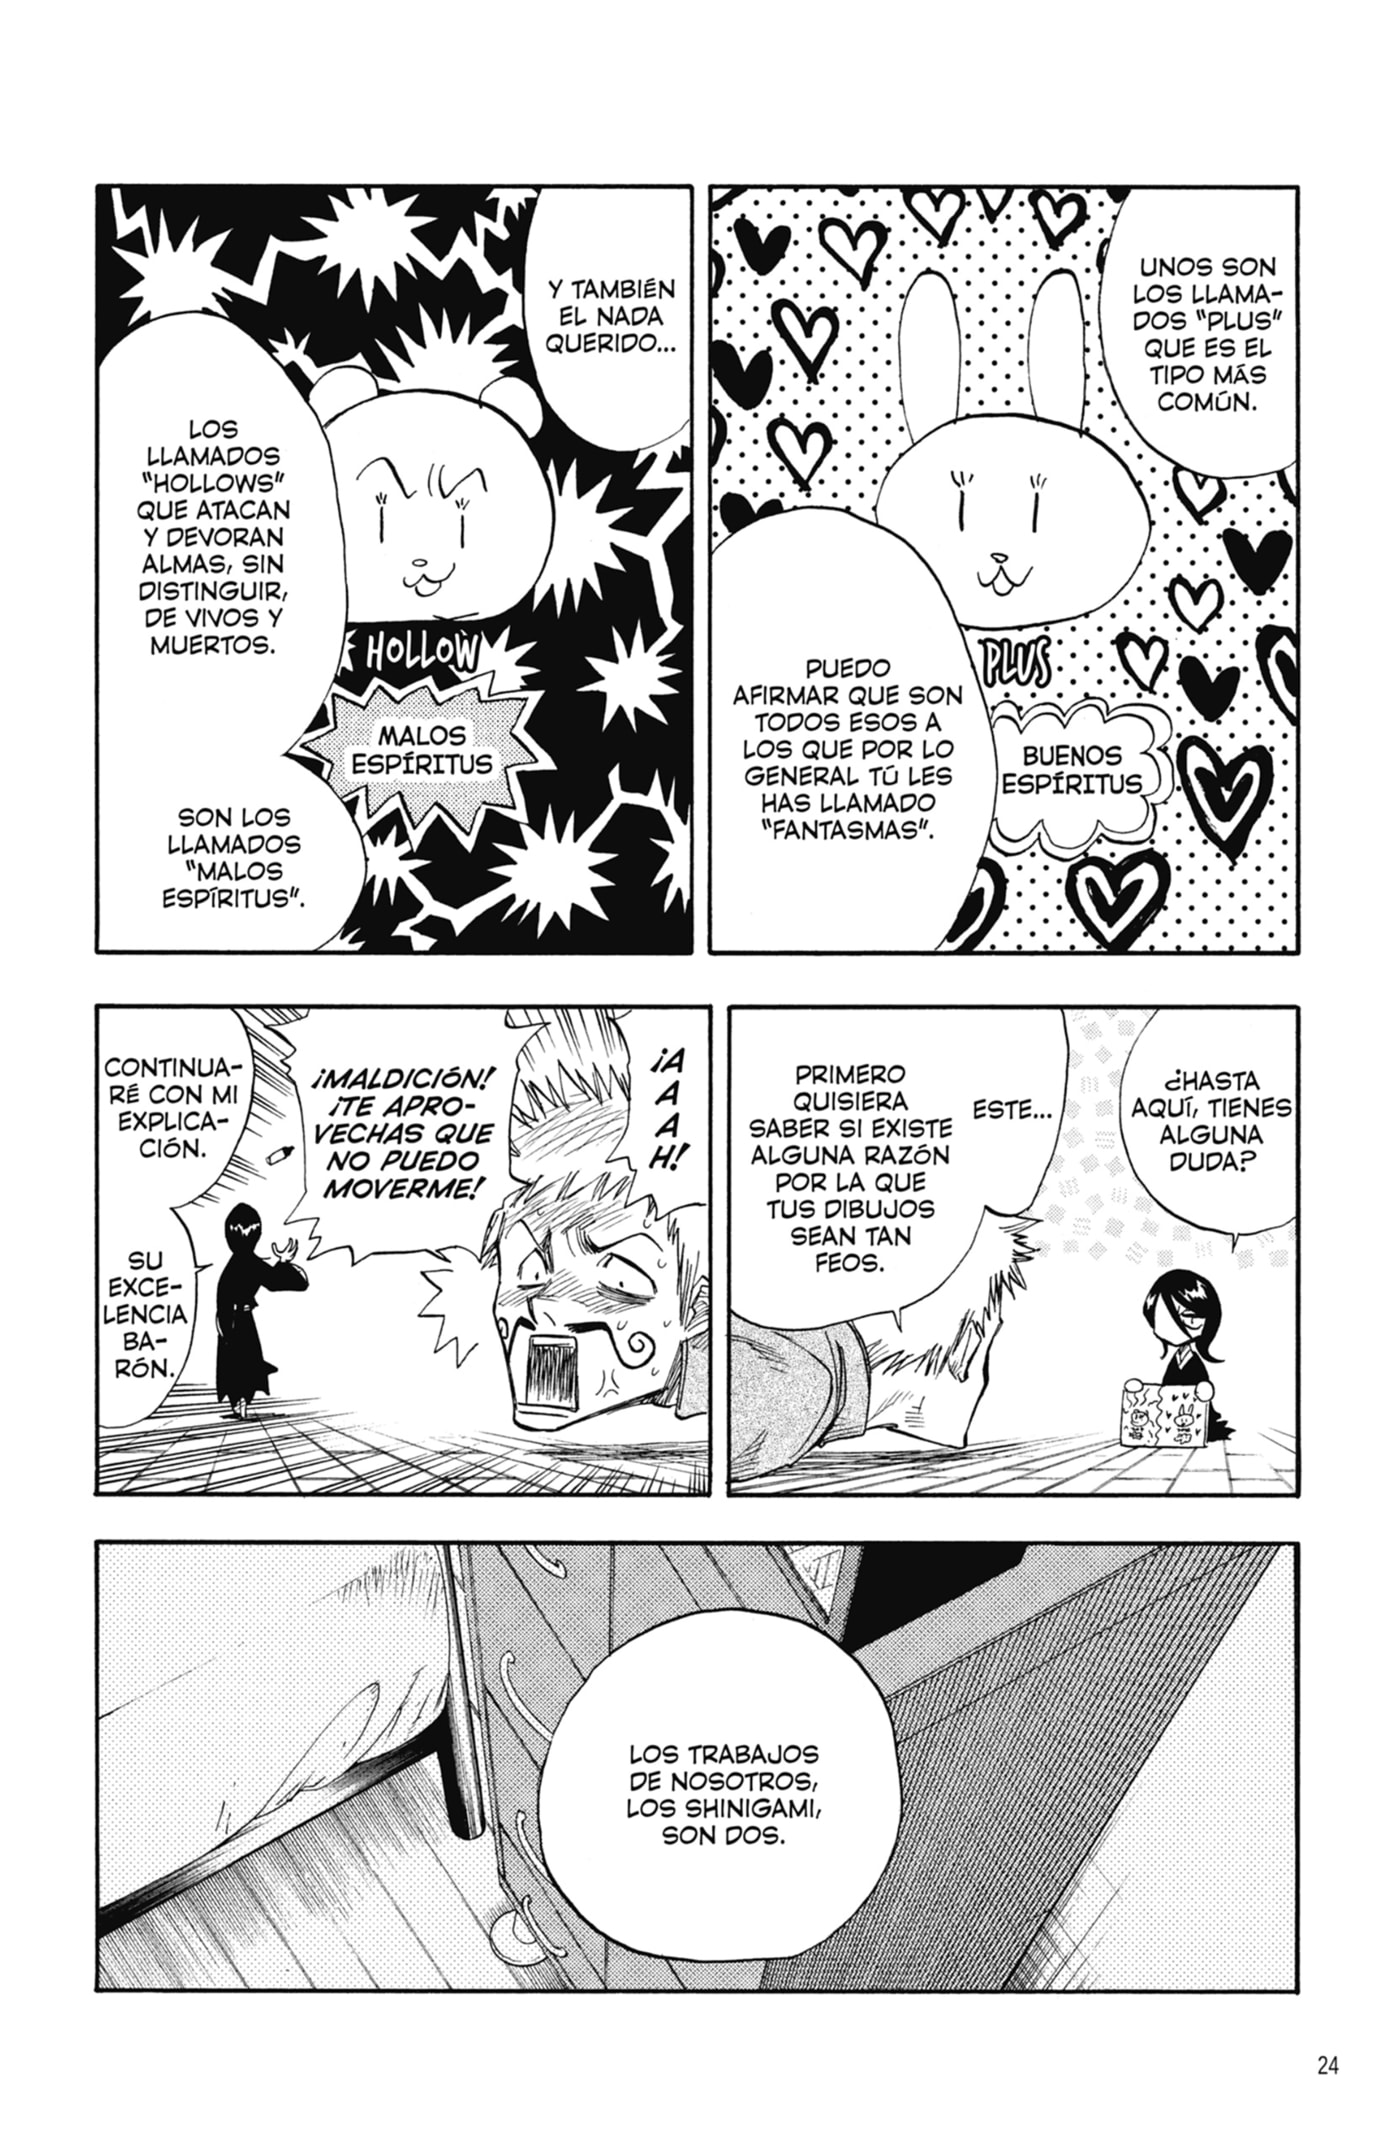 UNOS SON
LOS LLAMA-
DOS "PLUS"
QUE ES EL
TIPO MÁS
COMÚN.
PUEDO
AFIRMAR QUE SON
TODOS ESOS A
LOS QUE POR LO
GENERAL TÚ LES
HAS LLAMADO
"FANTASMAS".
PLUS
BUENOS
ESPÍRITUS
Y TAMBIÉN
EL NADA
QUERIDO...
LOS
LLAMADOS
"HOLLOWS"
QUE ATACAN
Y DEVORAN
ALMAS, SIN
DISTINGUIR,
DE VIVOS Y
MUERTOS.
HOLLOW
MALOS
ESPÍRITUS
SON LOS
LLAMADOS
"MALOS
ESPÍRITUS".
¿HASTA
AQUÍ, TIENES
ALGUNA
DUDA?
ESTE...
PRIMERO
QUISIERA
SABER SI EXISTE
ALGUNA RAZÓN
POR LA QUE
TUS DIBUJOS
SEAN TAN
FEOS.
¡A
A
A
H!
¡MALDICIÓN!
¡TE APRO-
VECHAS QUE
NO PUEDO
MOVERME!
CONTINUA-
RÉ CON MI
EXPLICA-
CIÓN.
SU
EXCE-
LENCIA
BA-
RÓN.
LOS TRABAJOS
DE NOSOTROS,
LOS SHINIGAMI,
SON DOS.
24